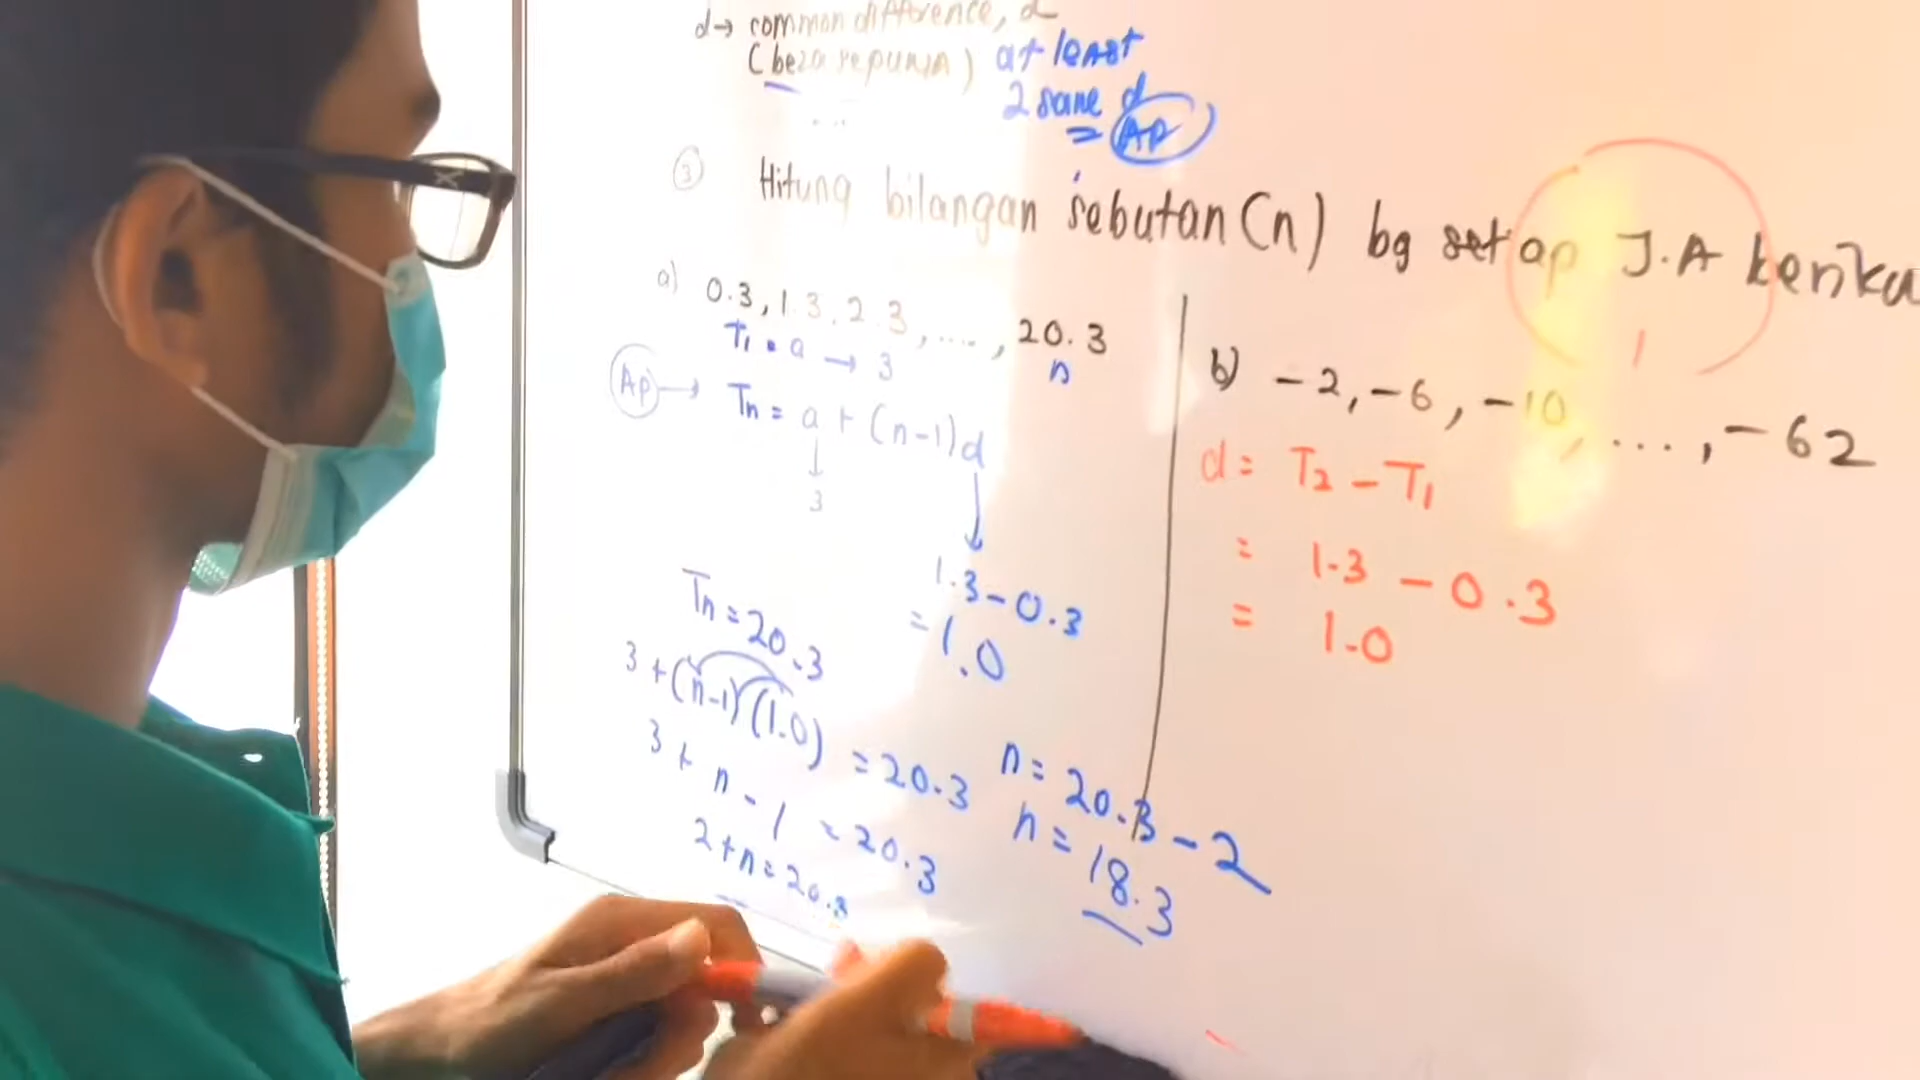 d→ common difference, d
(beza sepunya) at least
2 same d
= AP
③ Hitung bilangan sebutan (n) bg setiap J.A beriku
a) 0.3, 1.3, 2.3, ...., 20.3
n
T1 = a → 3
AP → Tn = a + (n-1)d
↓
3
1.3 - 0.3
= 1.0
Tn = 20.3
3 + (n-1)(1.0) = 20.3
3 + n - 1 = 20.3
2 + n = 20.3
n = 20.3 - 2
n = 18.3
b) -2, -6, -10, ..., -62
d = T2 - T1
= 1.3 - 0.3
= 1.0